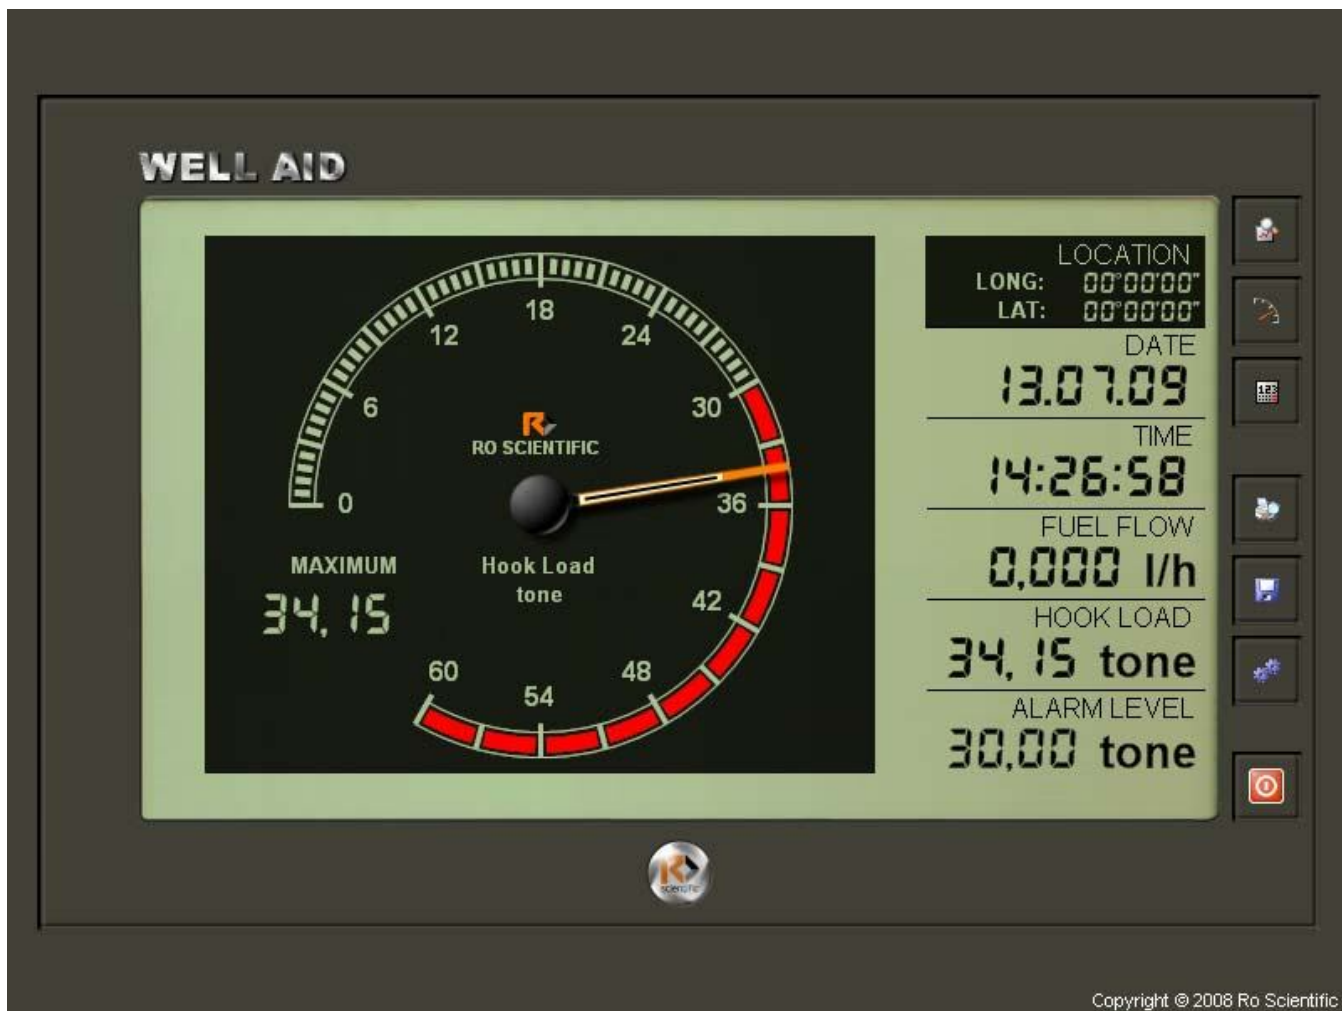 WELL AID
LOCATION
LONG: 00°00'00"
LAT: 00°00'00"
DATE
13.07.09
TIME
14:26:58
FUEL FLOW
0,000 l/h
HOOK LOAD
34,15 tone
ALARM LEVEL
30,00 tone
0
6
12
18
24
30
36
42
48
54
60
R
RO SCIENTIFIC
Hook Load
tone
MAXIMUM
34,15
123
R
scientific
Copyright © 2008 Ro Scientific